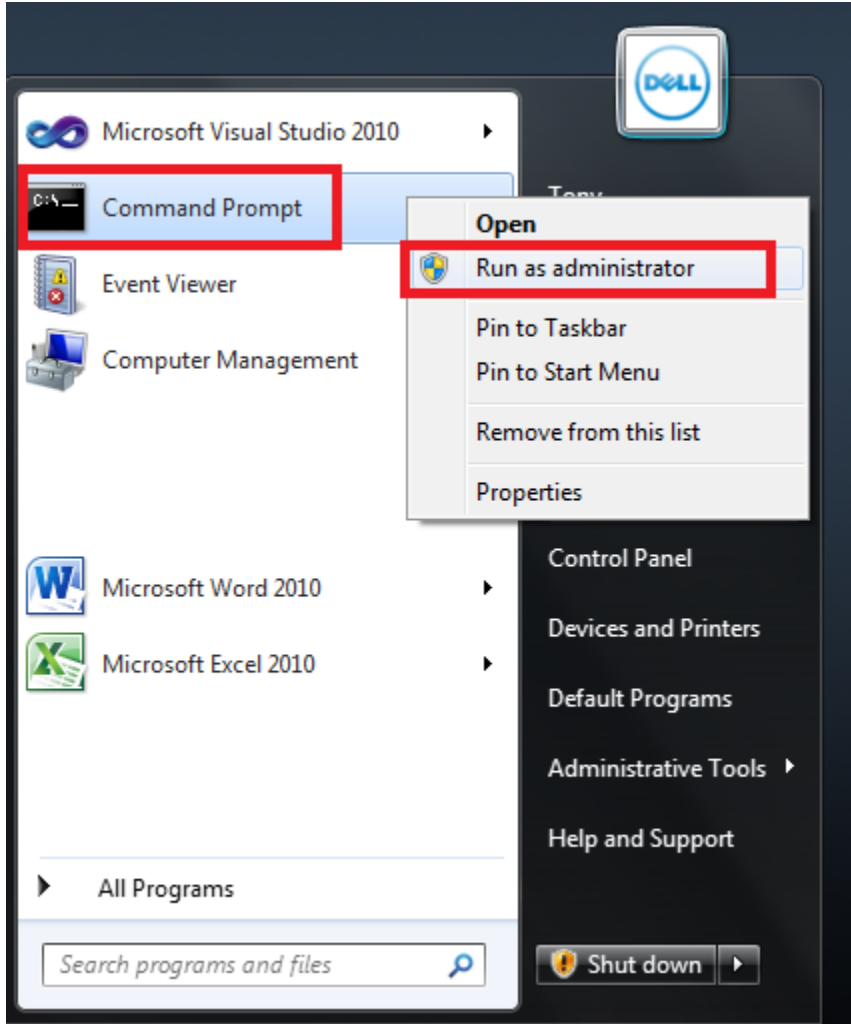 DELL
Microsoft Visual Studio 2010
C:\_
Command Prompt
Event Viewer
Computer Management
Microsoft Word 2010
Microsoft Excel 2010
All Programs
Search programs and files
Tony
Open
Run as administrator
Pin to Taskbar
Pin to Start Menu
Remove from this list
Properties
Control Panel
Devices and Printers
Default Programs
Administrative Tools
Help and Support
Shut down